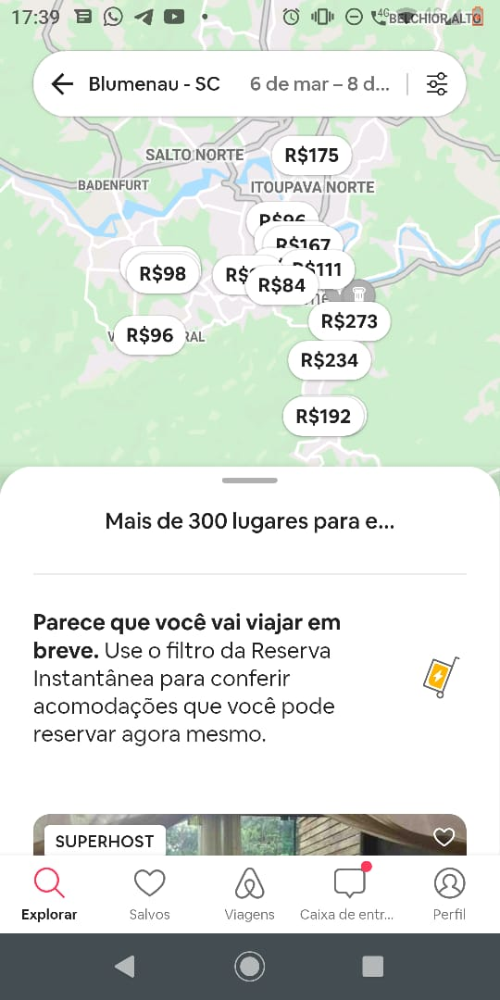 17:39
4G
BELCHIOR ALTO
Blumenau - SC
6 de mar – 8 d...
SALTO NORTE
R$175
BADENFURT
ITOUPAVA NORTE
R$96
R$167
R$98
R$
R$111
R$84
R$273
R$96
RAL
R$234
R$192
Mais de 300 lugares para e...
Parece que você vai viajar em
breve. Use o filtro da Reserva
Instantânea para conferir
acomodações que você pode
reservar agora mesmo.
SUPERHOST
Explorar
Salvos
Viagens
Caixa de entr...
Perfil